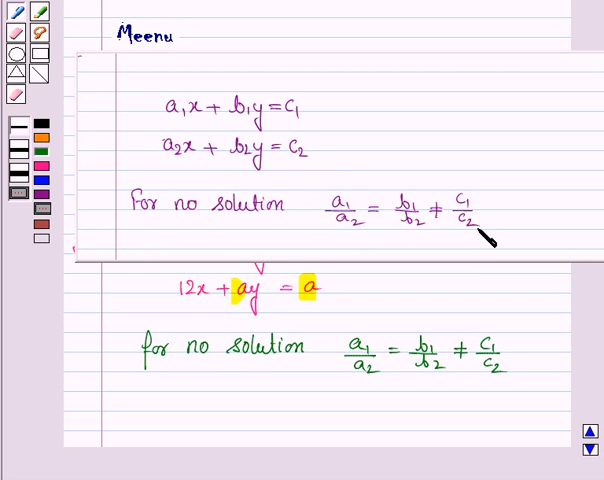 Meenu
a₁x + b₁y = c₁
a₂x + b₂y = c₂
For no solution a₁/a₂ = b₁/b₂ ≠ c₁/c₂
12x + ay = a
for no solution a₁/a₂ = b₁/b₂ ≠ c₁/c₂